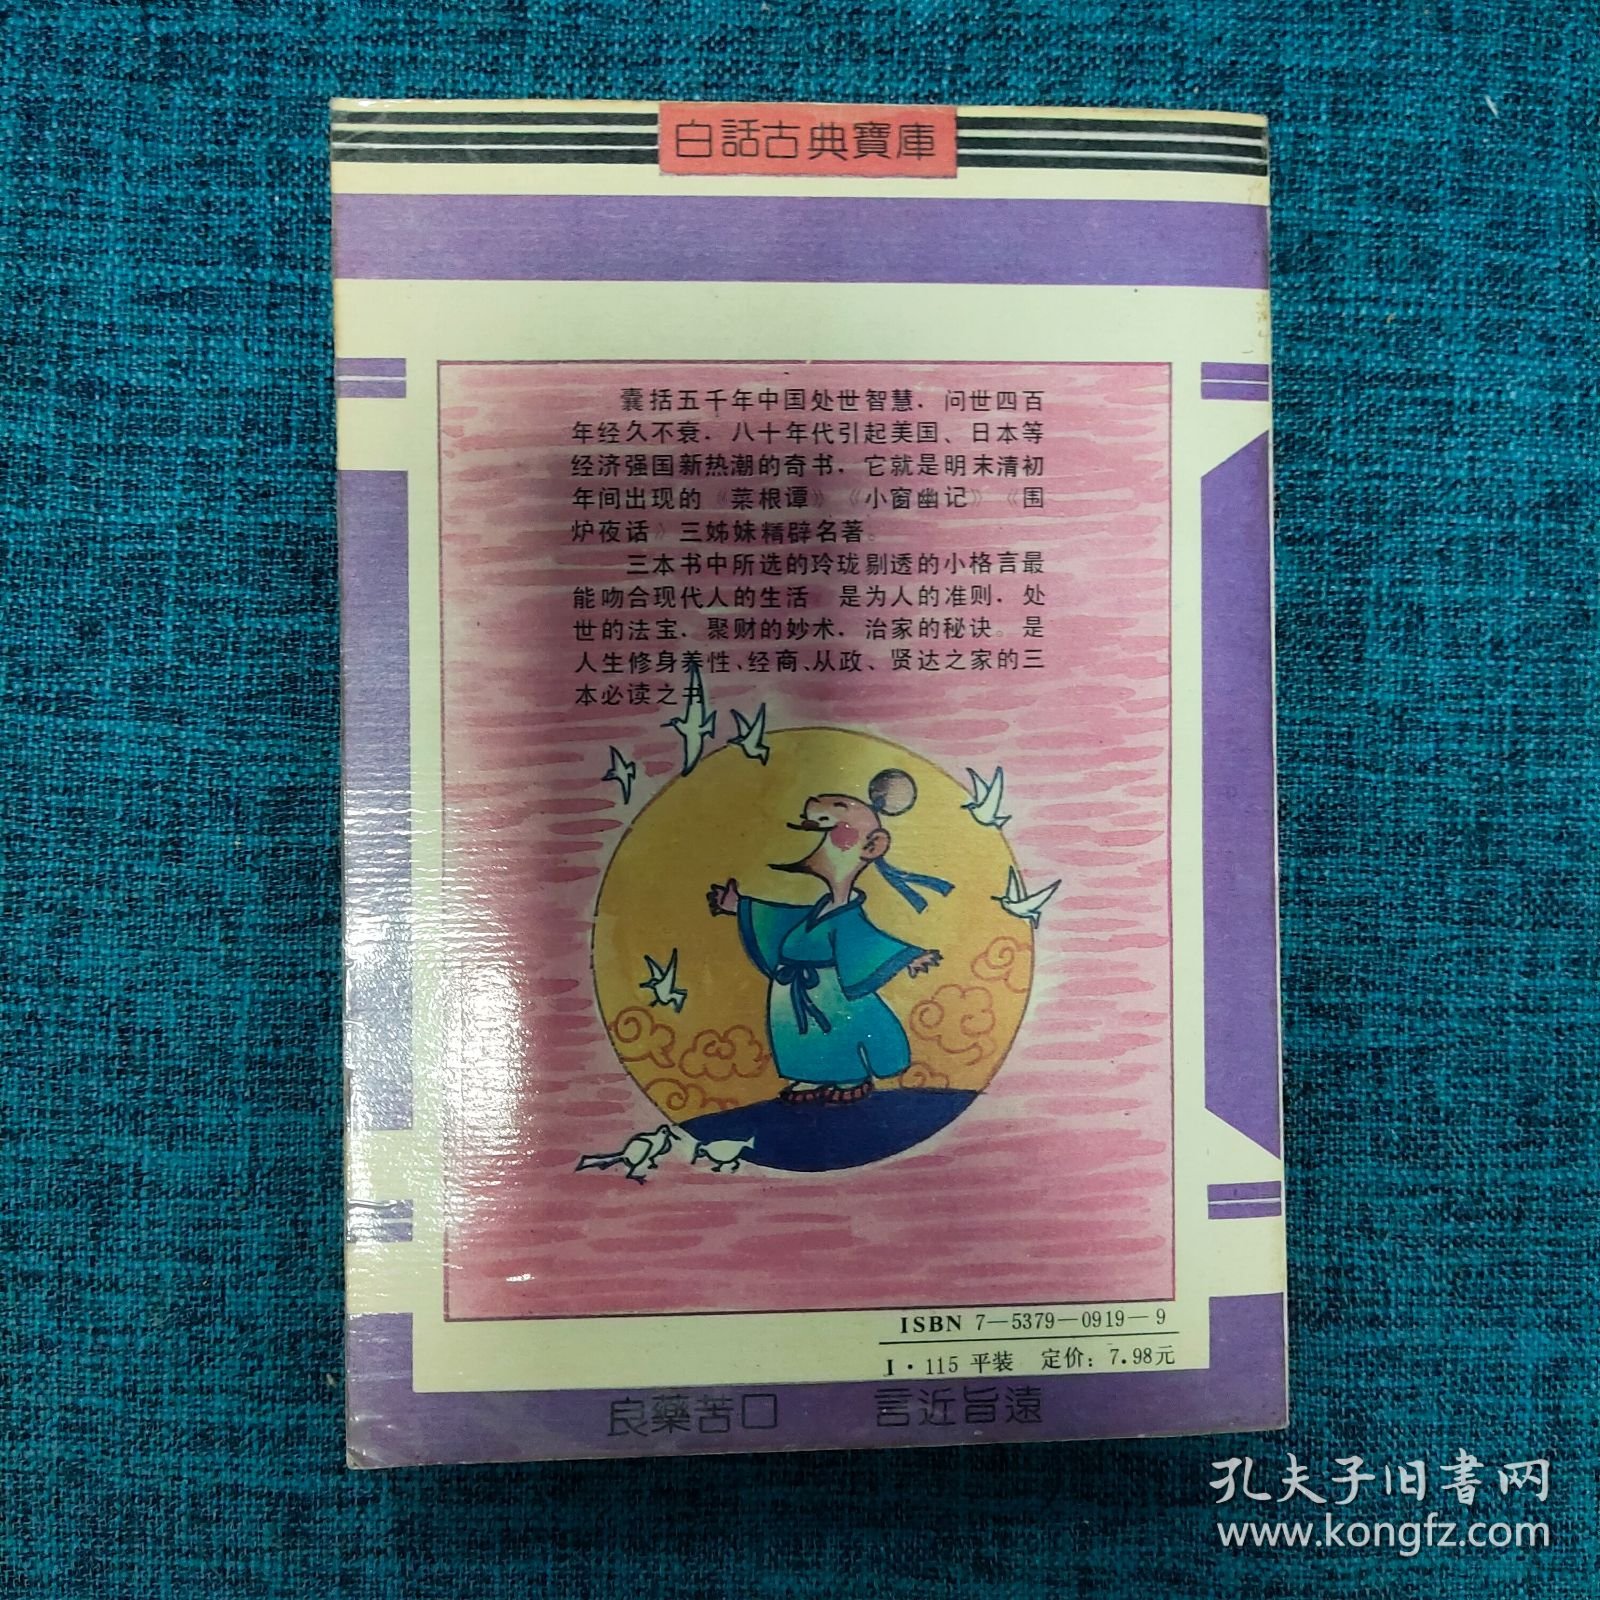 白話古典寶庫
囊括五千年中国处世智慧，问世四百
年经久不衰，八十年代引起美国、日本等
经济强国新热潮的奇书，它就是明末清初
年间出现的《菜根谭》《小窗幽记》《围
炉夜话》三姊妹精辟名著。
三本书中所选的玲珑剔透的小格言最
能吻合现代人的生活 是为人的准则，处
世的法宝，聚财的妙术，治家的秘诀。是
人生修身养性、经商、从政、贤达之家的三
本必读之书
ISBN 7—5379—0919—9
I·115 平装 定价：7.98元
良藥苦口 言近旨遠
孔夫子旧书网
www.kongfz.com